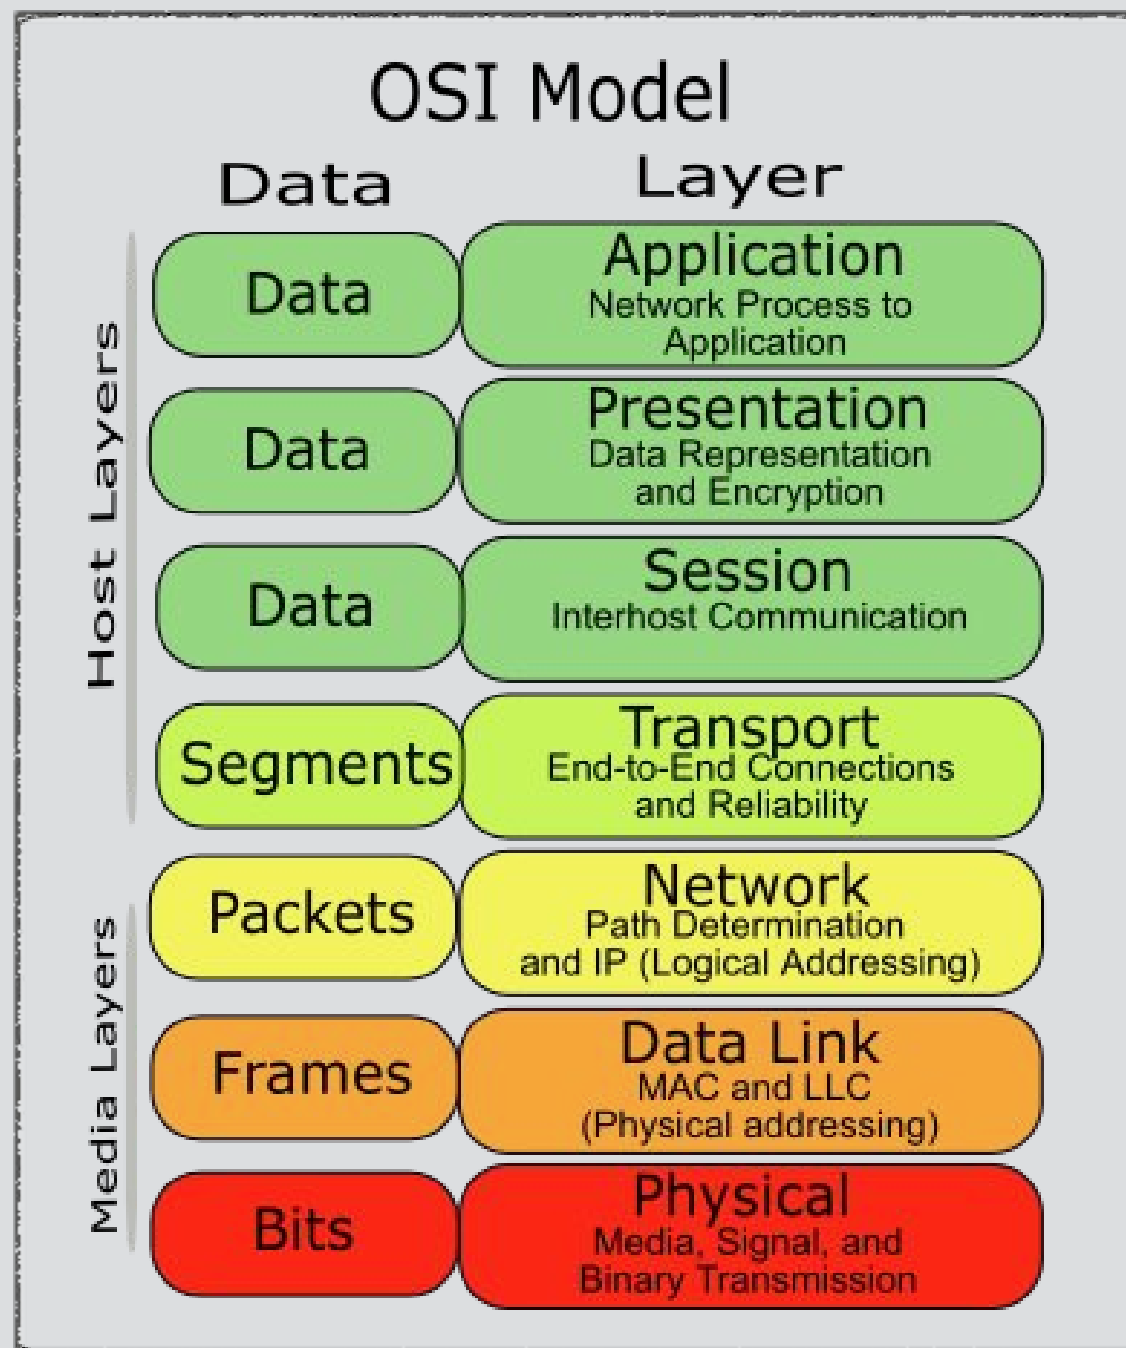 OSI Model
Data
Layer
Host Layers
Data
Application
Network Process to
Application
Data
Presentation
Data Representation
and Encryption
Data
Session
Interhost Communication
Segments
Transport
End-to-End Connections
and Reliability
Media Layers
Packets
Network
Path Determination
and IP (Logical Addressing)
Frames
Data Link
MAC and LLC
(Physical addressing)
Bits
Physical
Media, Signal, and
Binary Transmission